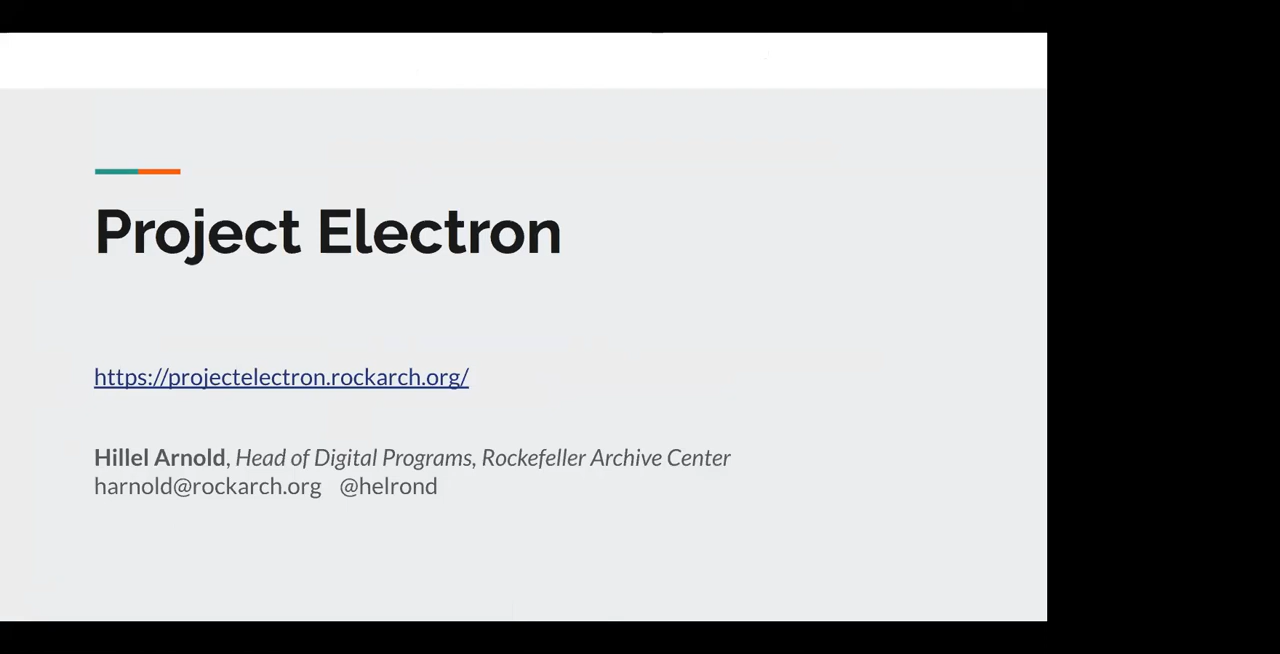 Project Electron
https://projectelectron.rockarch.org/
Hillel Arnold, Head of Digital Programs, Rockefeller Archive Center
harnold@rockarch.org @helrond